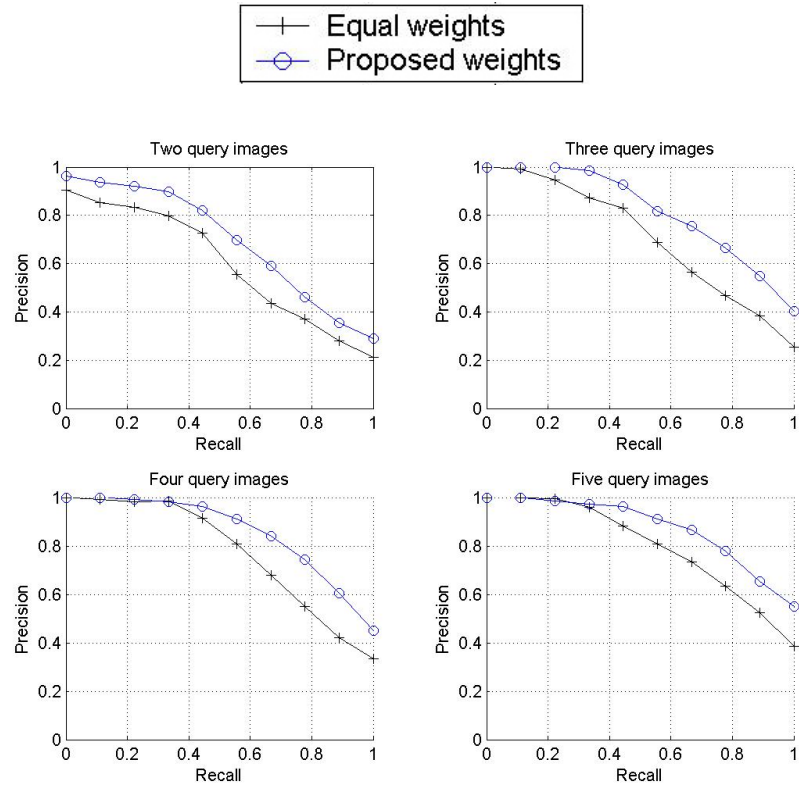 Equal weights
Proposed weights
Two query images
1
0.8
0.6
0.4
0.2
0
Precision
0 0.2 0.4 0.6 0.8 1
Recall
Three query images
1
0.8
0.6
0.4
0.2
0
Precision
0 0.2 0.4 0.6 0.8 1
Recall
Four query images
1
0.8
0.6
0.4
0.2
0
Precision
0 0.2 0.4 0.6 0.8 1
Recall
Five query images
1
0.8
0.6
0.4
0.2
0
Precision
0 0.2 0.4 0.6 0.8 1
Recall